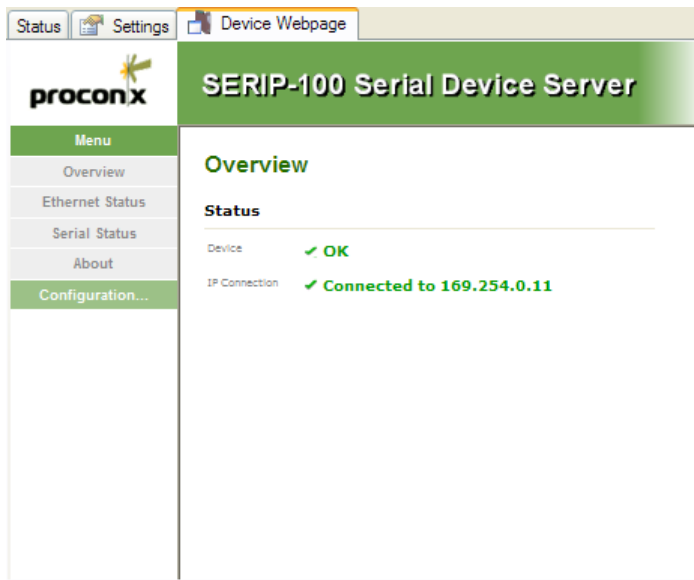 Status Settings Device Webpage
proconx
SERIP-100 Serial Device Server
Menu
Overview
Ethernet Status
Serial Status
About
Configuration...
Overview
Status
Device OK
IP Connection Connected to 169.254.0.11